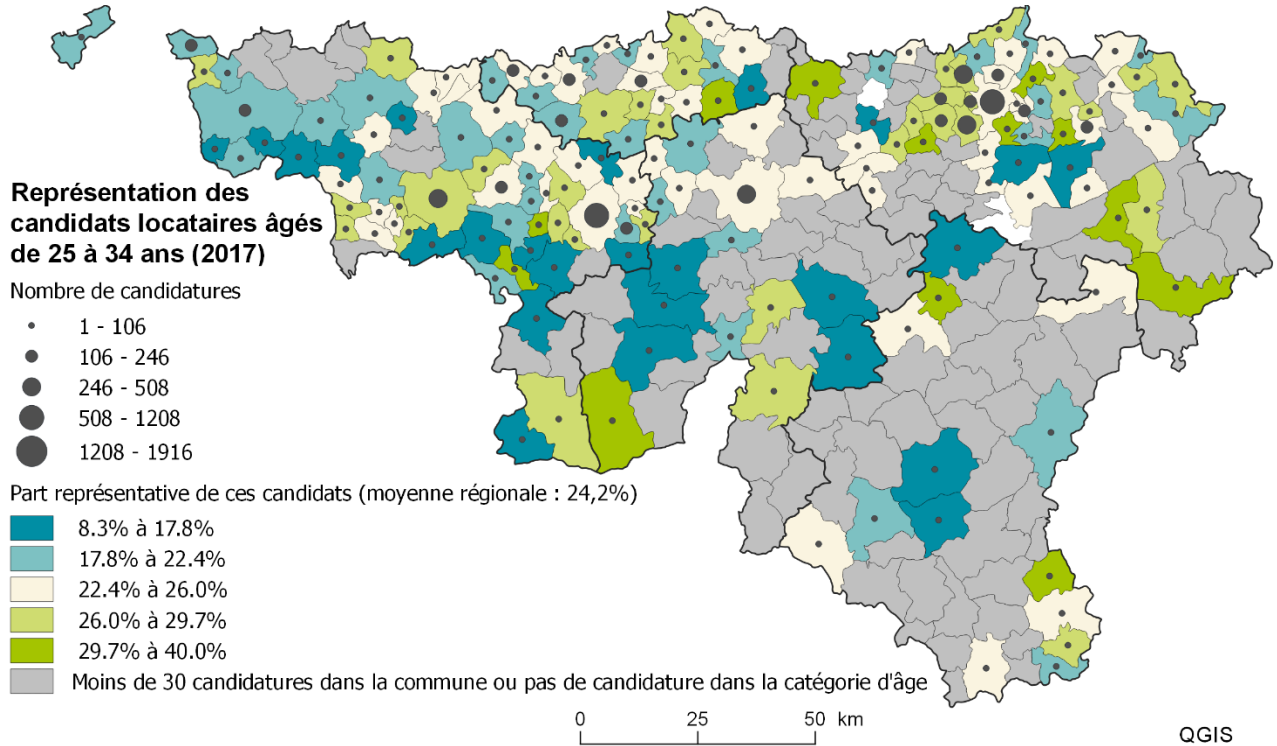 Représentation des
candidats locataires âgés
de 25 à 34 ans (2017)
Nombre de candidatures
1 - 106
106 - 246
246 - 508
508 - 1208
1208 - 1916
Part représentative de ces candidats (moyenne régionale : 24,2%)
8.3% à 17.8%
17.8% à 22.4%
22.4% à 26.0%
26.0% à 29.7%
29.7% à 40.0%
Moins de 30 candidatures dans la commune ou pas de candidature dans la catégorie d'âge
0 25 50 km
QGIS